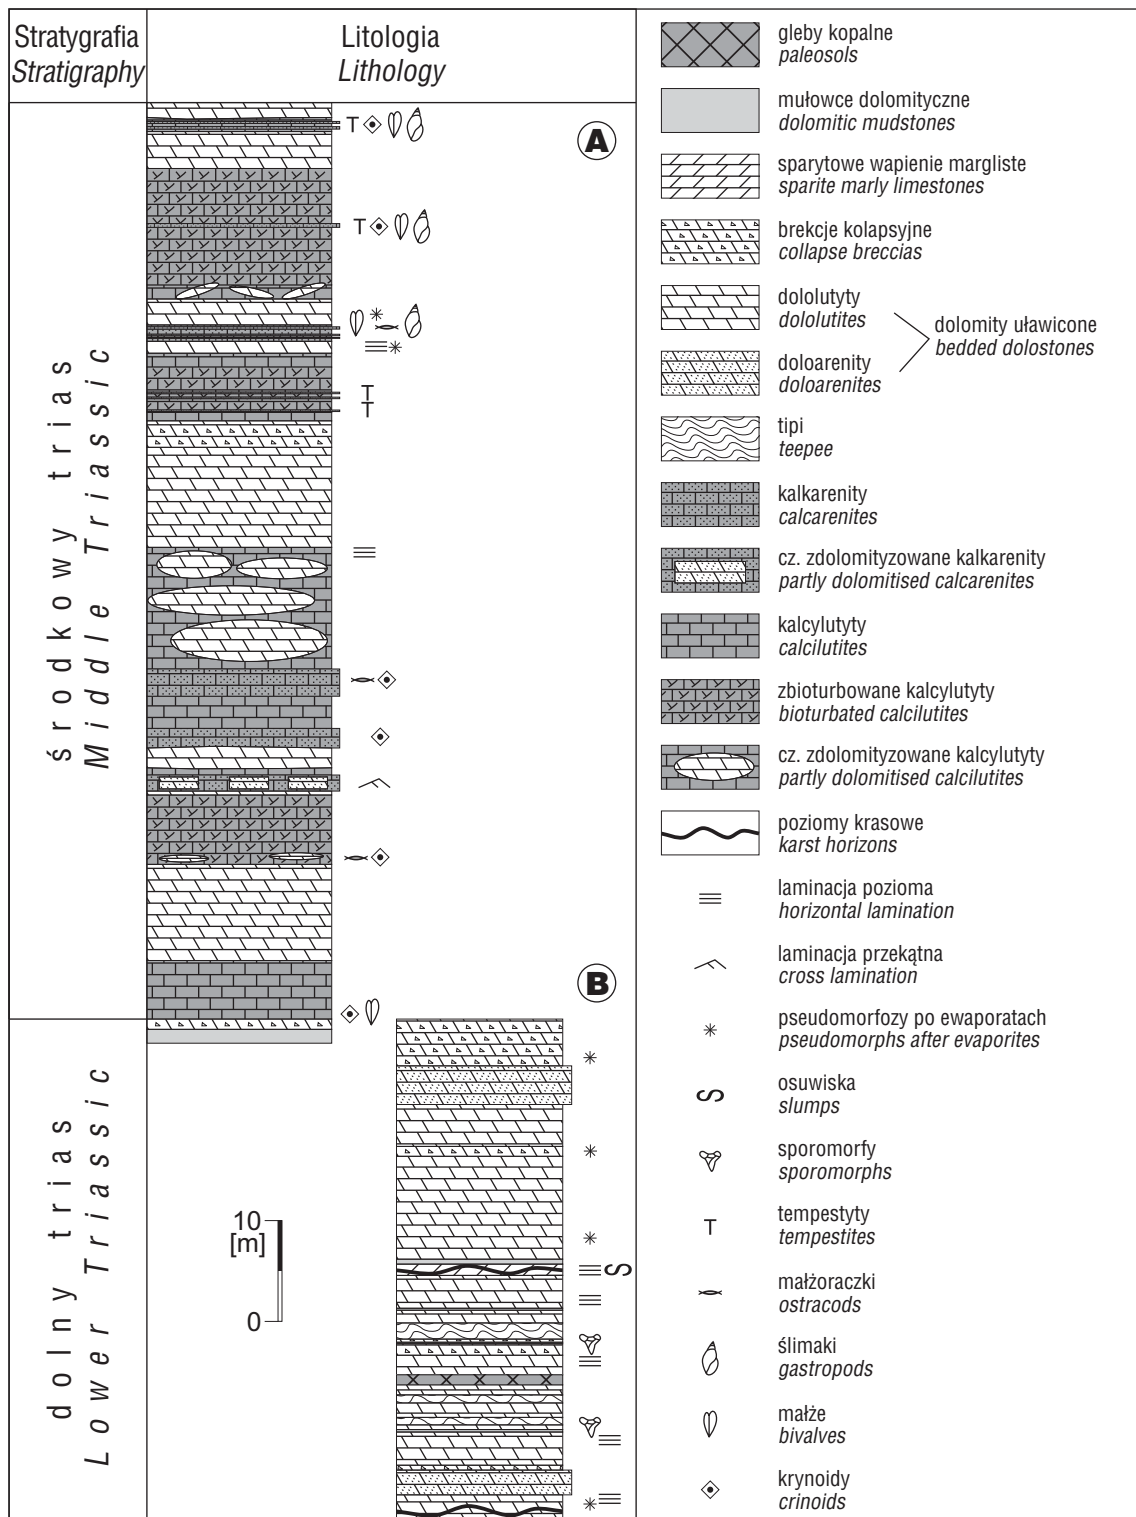 Stratygrafia
Stratigraphy
Litologia
Lithology
środkowy trias
Middle Triassic
dolny trias
Lower Triassic
A
T
T
T
T
B
10
[m]
0
gleby kopalne
paleosols
mułowce dolomityczne
dolomitic mudstones
sparytowe wapienie margliste
sparite marly limestones
brekcje kolapsyjne
collapse breccias
dololutyty
dololutites
dolomity uławicone
bedded dolostones
doloarenity
doloarenites
tipi
teepee
kalkarenity
calcarenites
cz. zdolomityzowane kalkarenity
partly dolomitised calcarenites
kalcylutyty
calcilutites
zbioturbowane kalcylutyty
bioturbated calcilutites
cz. zdolomityzowane kalcylutyty
partly dolomitised calcilutites
poziomy krasowe
karst horizons
laminacja pozioma
horizontal lamination
laminacja przekątna
cross lamination
pseudomorfozy po ewaporatach
pseudomorphs after evaporites
osuwiska
slumps
sporomorfy
sporomorphs
T
tempestyty
tempestites
małżoraczki
ostracods
ślimaki
gastropods
małże
bivalves
krynoidy
crinoids